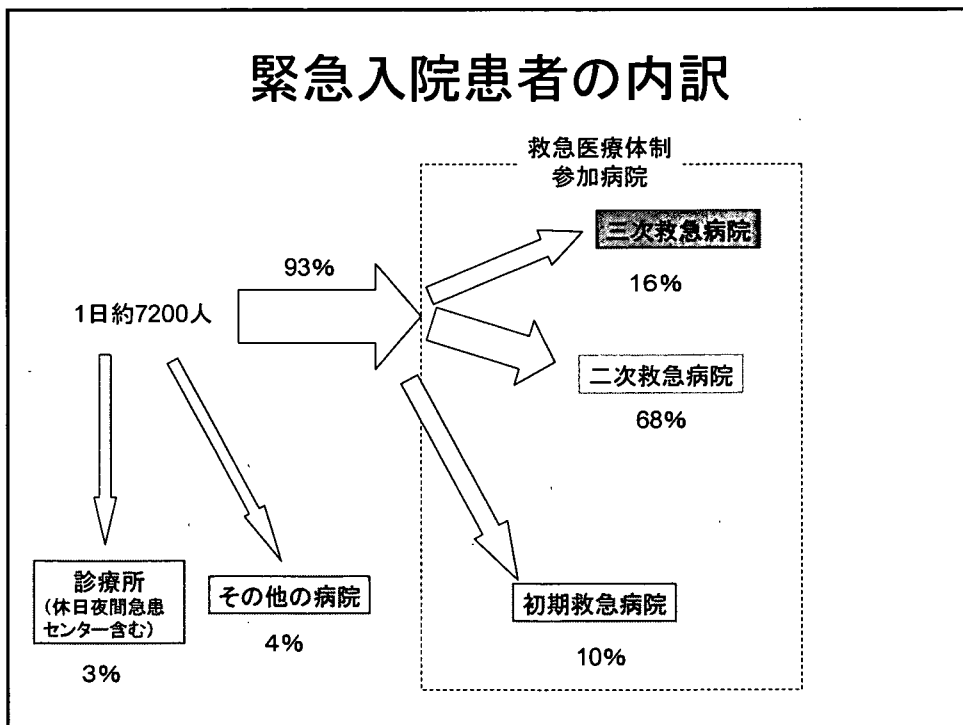 緊急入院患者の内訳
救急医療体制
参加病院
三次救急病院
93%
16%
1日約7200人
二次救急病院
68%
診療所
(休日夜間急患
センター含む)
3%
その他の病院
4%
初期救急病院
10%